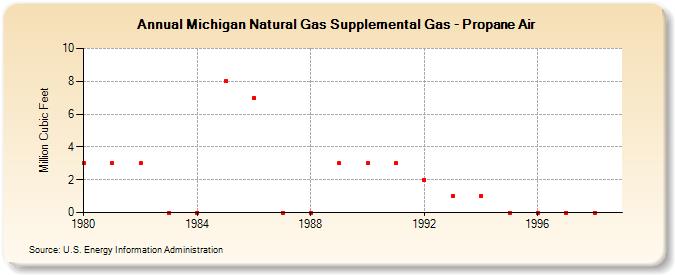 Annual Michigan Natural Gas Supplemental Gas - Propane Air
Million Cubic Feet
10
8
6
4
2
0
1980 1984 1988 1992 1996
Source: U.S. Energy Information Administration